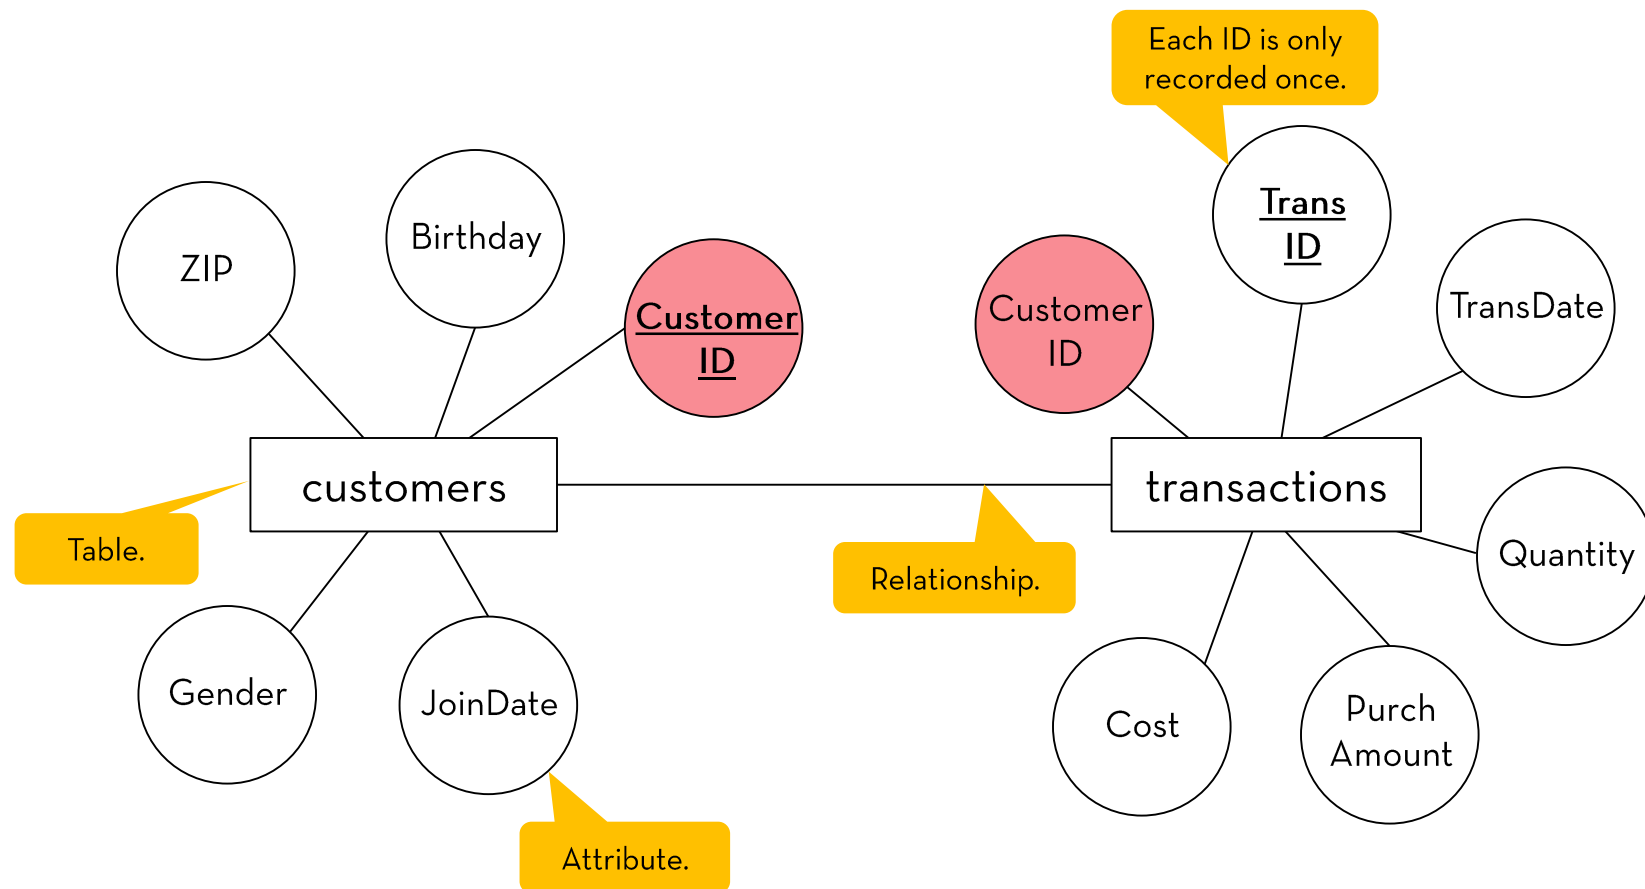 Each ID is only
recorded once.
ZIP
Birthday
Customer
ID
Customer
ID
Trans
ID
TransDate
customers
transactions
Table.
Relationship.
Quantity
Gender
JoinDate
Cost
Purch
Amount
Attribute.